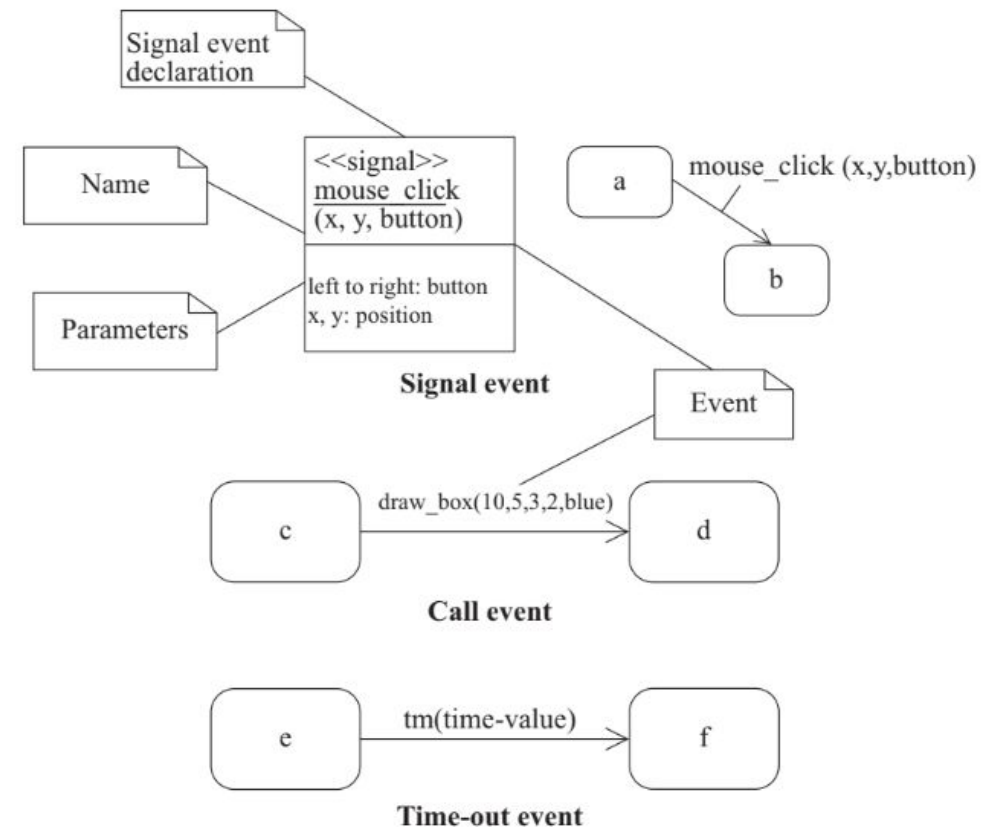 Signal event
declaration
Name
<<signal>>
mouse_click
(x, y, button)
a
mouse_click (x,y,button)
b
Parameters
left to right: button
x, y: position
Signal event
Event
c
draw_box(10,5,3,2,blue)
d
Call event
e
tm(time-value)
f
Time-out event